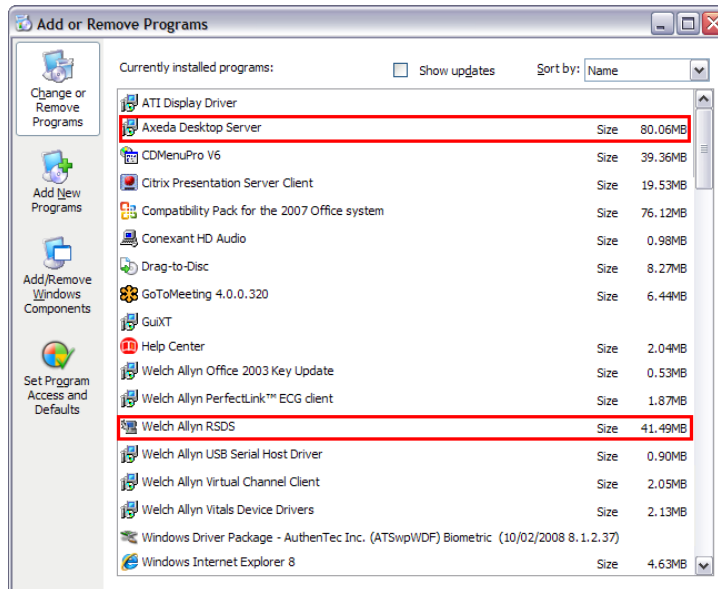 Add or Remove Programs
Change or
Remove
Programs
Add New
Programs
Add/Remove
Windows
Components
Set Program
Access and
Defaults
Currently installed programs:
Show updates
Sort by: Name
ATI Display Driver
Axeda Desktop Server Size 80.06MB
CDMenuPro V6 Size 39.36MB
Citrix Presentation Server Client Size 19.53MB
Compatibility Pack for the 2007 Office system Size 76.12MB
Conexant HD Audio Size 0.98MB
Drag-to-Disc Size 8.27MB
GoToMeeting 4.0.0.320 Size 6.44MB
GuiXT
Help Center Size 2.04MB
Welch Allyn Office 2003 Key Update Size 0.53MB
Welch Allyn PerfectLink™ ECG client Size 1.87MB
Welch Allyn RSDS Size 41.49MB
Welch Allyn USB Serial Host Driver Size 0.90MB
Welch Allyn Virtual Channel Client Size 2.05MB
Welch Allyn Vitals Device Drivers Size 2.13MB
Windows Driver Package - AuthenTec Inc. (ATSwpWDF) Biometric (10/02/2008 8.1.2.37)
Windows Internet Explorer 8 Size 4.63MB